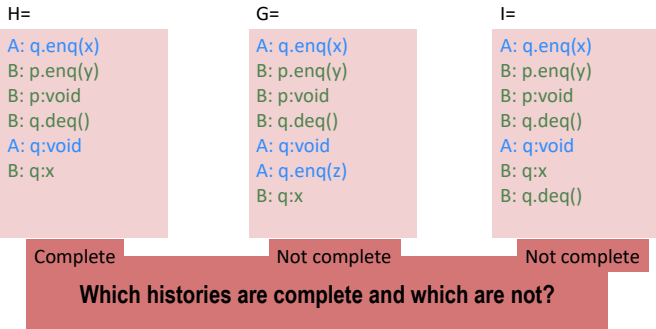 H=
A: q.enq(x)
B: p.enq(y)
B: p:void
B: q.deq()
A: q:void
B: q:x
Complete
G=
A: q.enq(x)
B: p.enq(y)
B: p:void
B: q.deq()
A: q:void
A: q.enq(z)
B: q:x
Not complete
I=
A: q.enq(x)
B: p.enq(y)
B: p:void
B: q.deq()
A: q:void
B: q:x
B: q.deq()
Not complete
Which histories are complete and which are not?